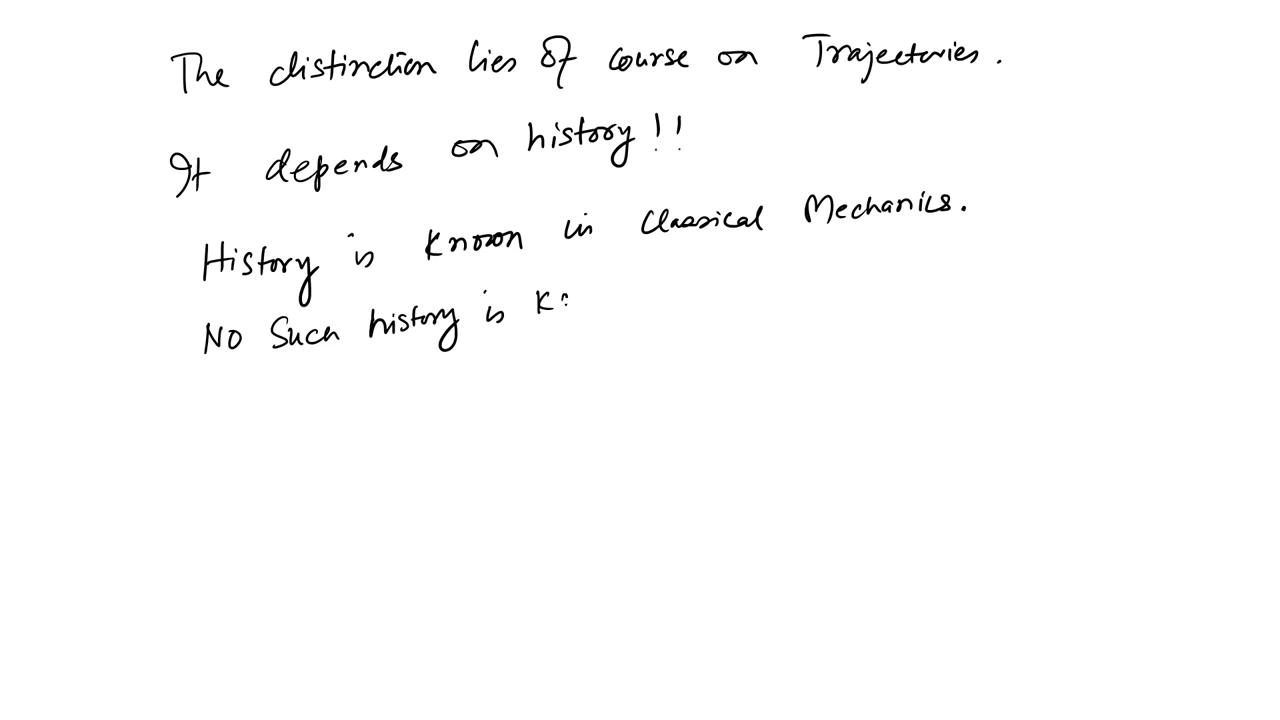 The distinction lies of course on Trajectories.
It depends on history!!
History is known in Classical Mechanics.
No Such history is K